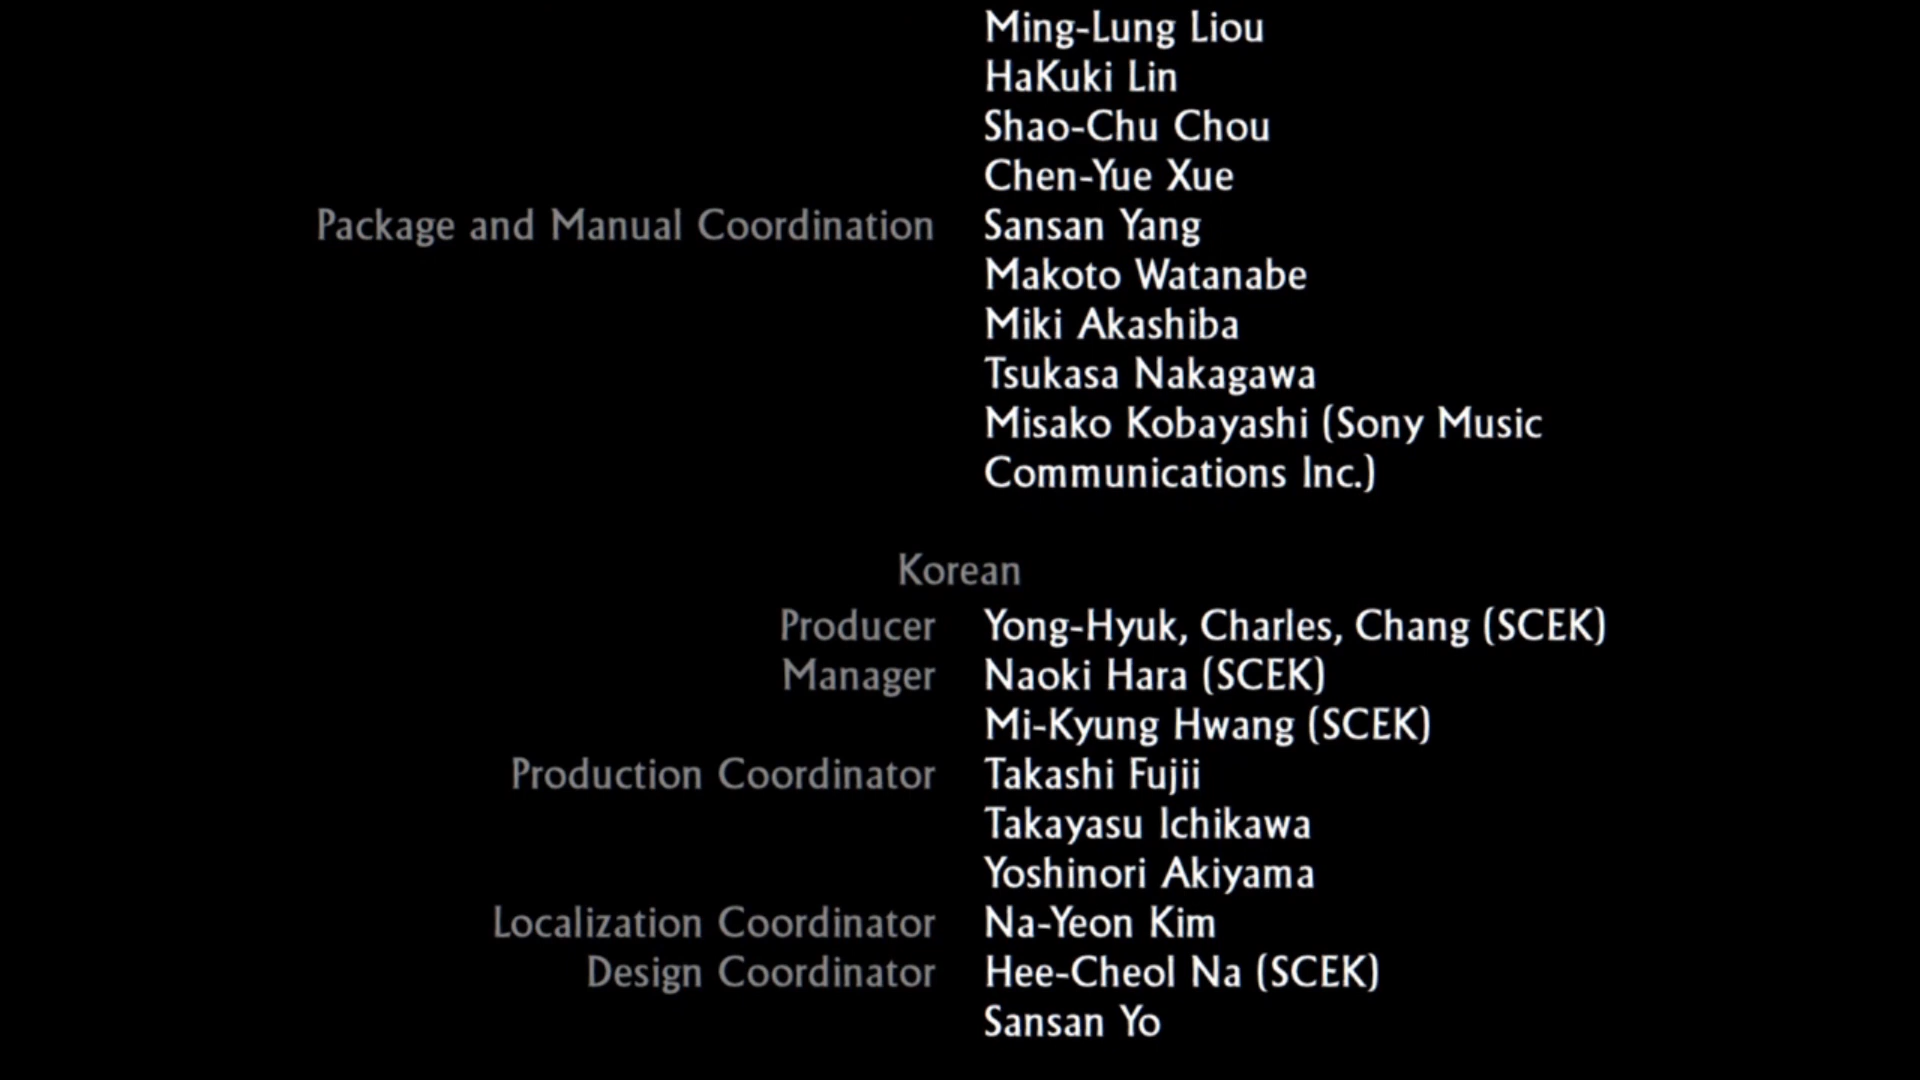 Ming-Lung Liou
HaKuki Lin
Shao-Chu Chou
Chen-Yue Xue
Package and Manual Coordination Sansan Yang
Makoto Watanabe
Miki Akashiba
Tsukasa Nakagawa
Misako Kobayashi (Sony Music
Communications Inc.)
Korean
Producer Yong-Hyuk, Charles, Chang (SCEK)
Manager Naoki Hara (SCEK)
Mi-Kyung Hwang (SCEK)
Production Coordinator Takashi Fujii
Takayasu Ichikawa
Yoshinori Akiyama
Localization Coordinator Na-Yeon Kim
Design Coordinator Hee-Cheol Na (SCEK)
Sansan Yo